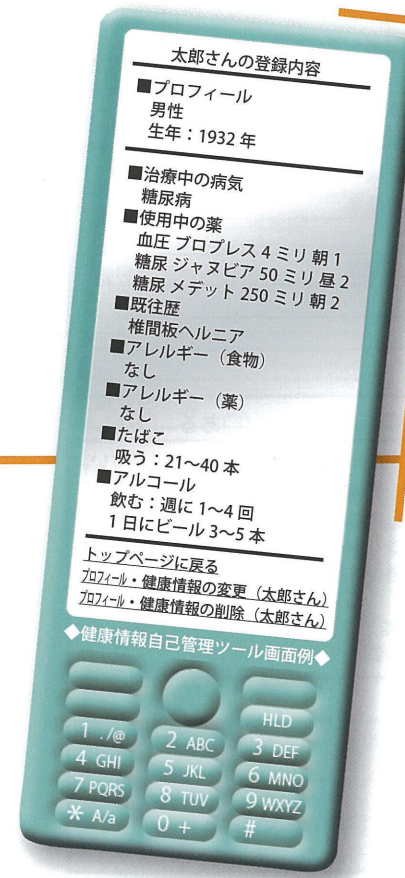 太郎さんの登録内容
■プロフィール
男性
生年：1932 年
■治療中の病気
糖尿病
■使用中の薬
血圧 ブロプレス 4 ミリ 朝 1
糖尿 ジャヌビア 50 ミリ 昼 2
糖尿 メデット 250 ミリ 朝 2
■既往歴
椎間板ヘルニア
■アレルギー（食物）
なし
■アレルギー（薬）
なし
■たばこ
吸う：21～40 本
■アルコール
飲む：週に 1～4 回
1 日にビール 3～5 本
トップページに戻る
プロフィール・健康情報の変更（太郎さん）
プロフィール・健康情報の削除（太郎さん）
◆健康情報自己管理ツール画面例◆
HLD
1 ./@ 2 ABC 3 DEF
4 GHI 5 JKL 6 MNO
7 PQRS 8 TUV 9 WXYZ
* A/a 0 + #